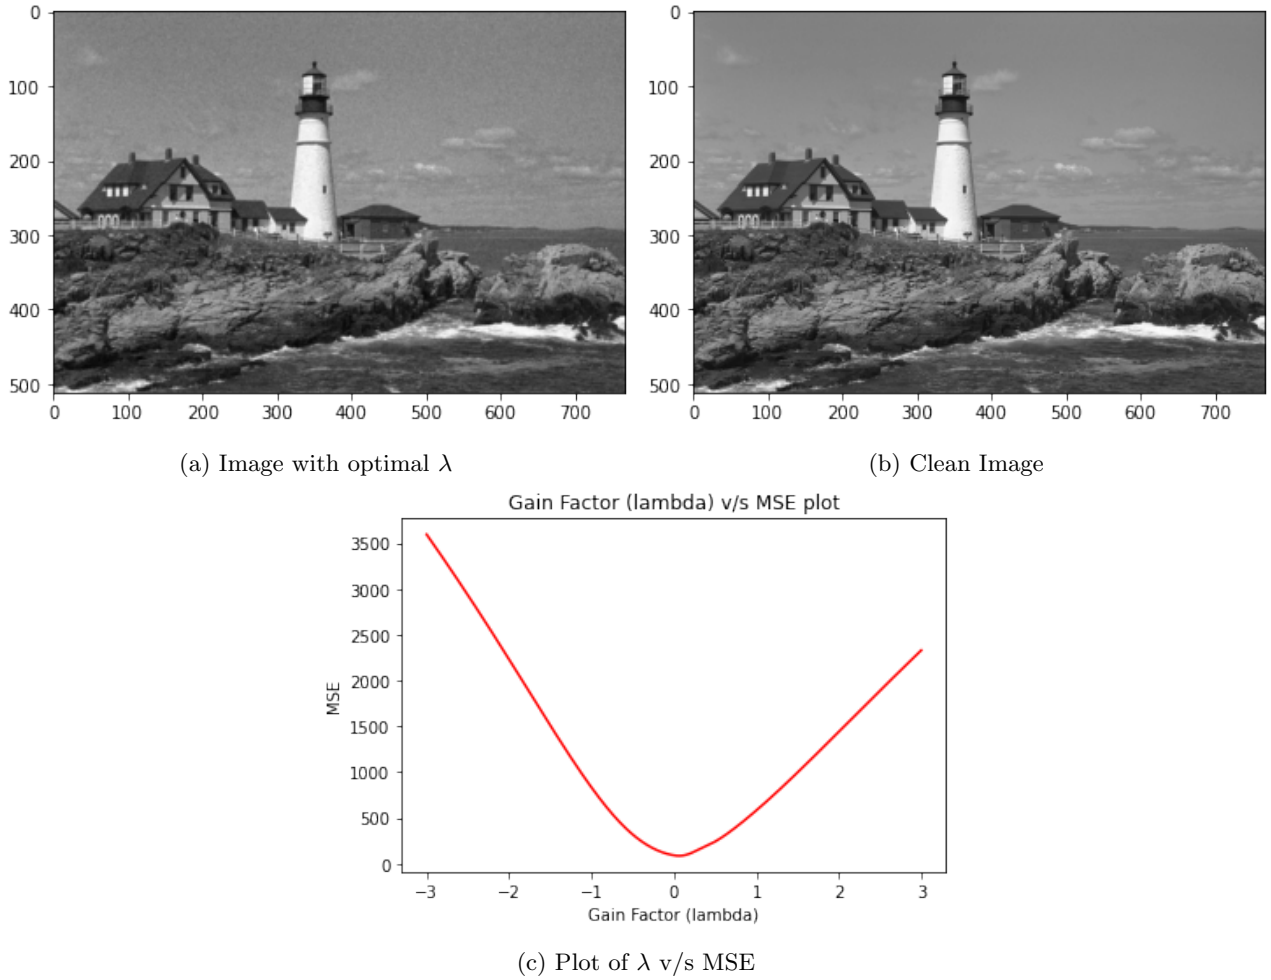 0
100
200
300
400
500
0 100 200 300 400 500 600 700
(a) Image with optimal λ
0
100
200
300
400
500
0 100 200 300 400 500 600 700
(b) Clean Image
Gain Factor (lambda) v/s MSE plot
MSE
3500
3000
2500
2000
1500
1000
500
0
−3 −2 −1 0 1 2 3
Gain Factor (lambda)
(c) Plot of λ v/s MSE